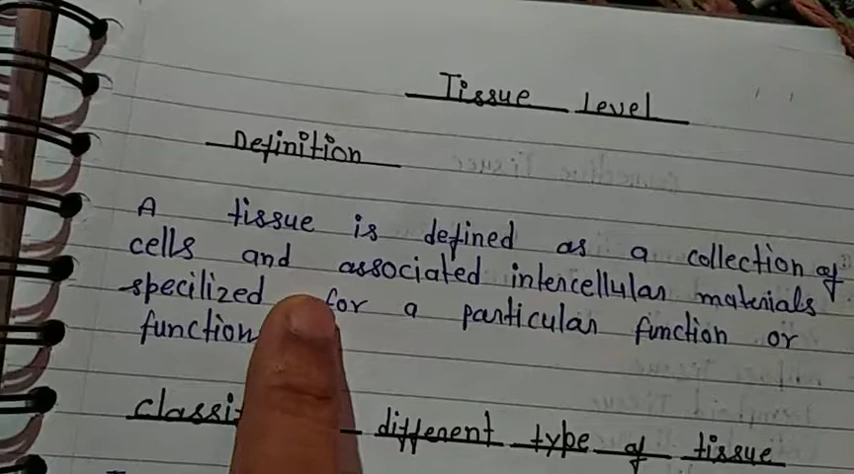 Tissue Level
Definition
A tissue is defined as a collection of
cells and associated intercellular materials
specilized for a particular function or
function
different type of tissue